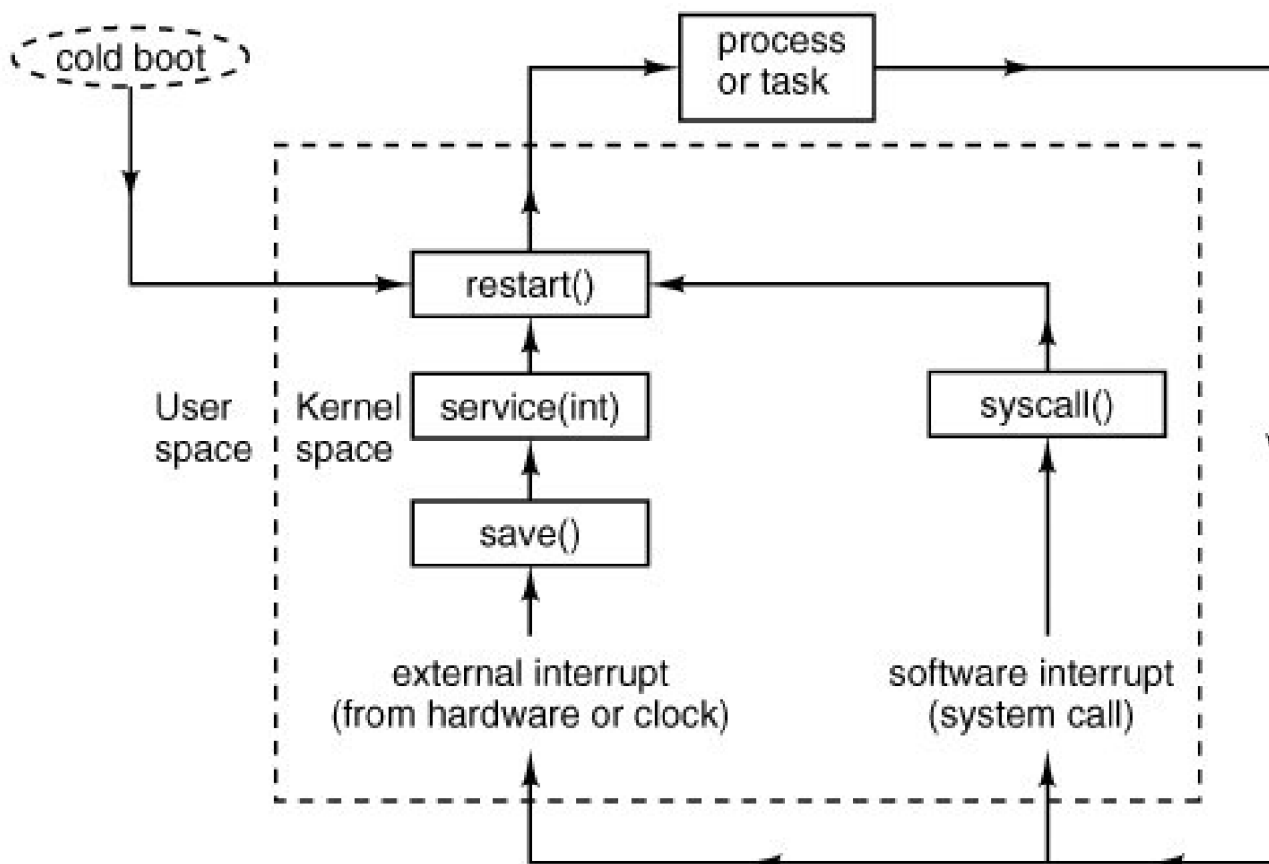 cold boot
process
or task
restart()
User
space
Kernel
space
service(int)
syscall()
save()
external interrupt
(from hardware or clock)
software interrupt
(system call)